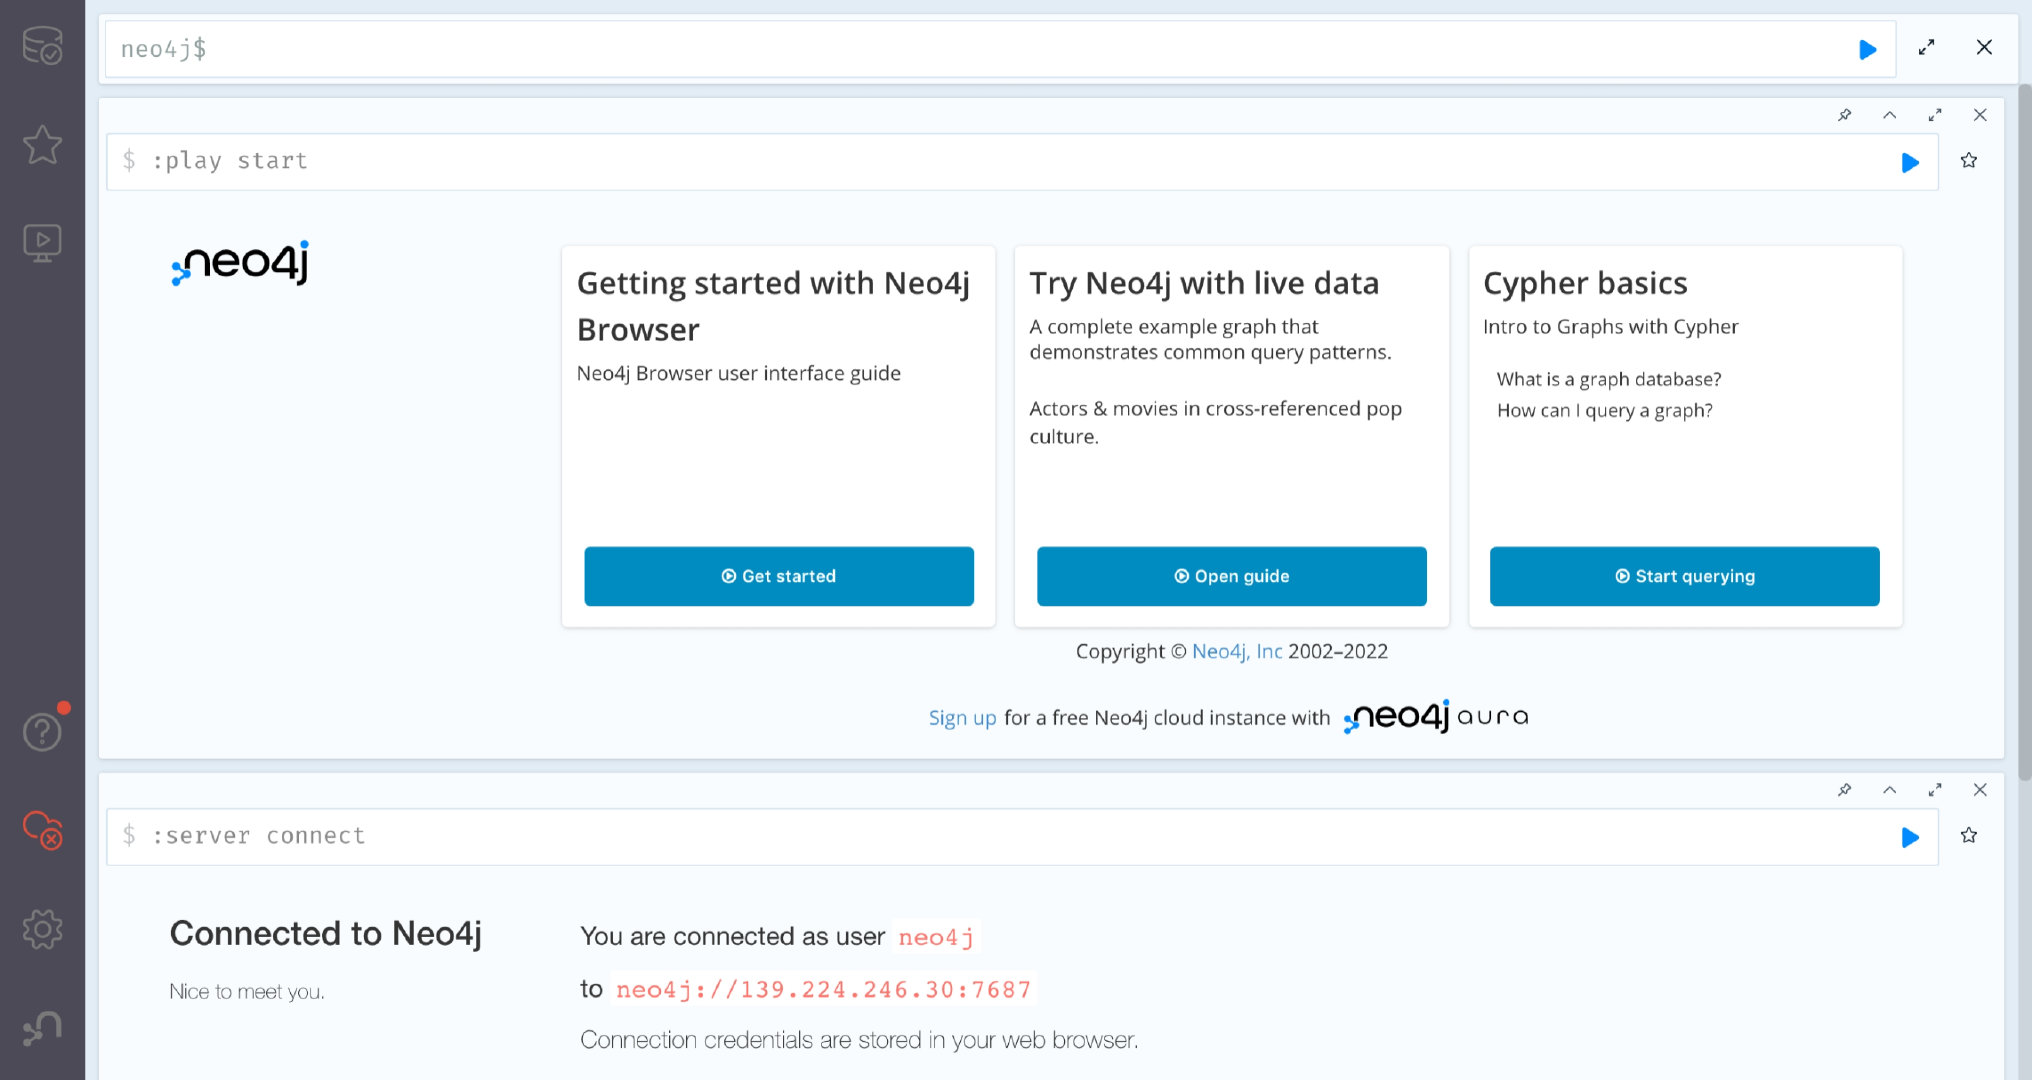 neo4j$
$ :play start
neo4j
Getting started with Neo4j
Browser
Neo4j Browser user interface guide
Get started
Try Neo4j with live data
A complete example graph that
demonstrates common query patterns.
Actors & movies in cross-referenced pop
culture.
Open guide
Cypher basics
Intro to Graphs with Cypher
What is a graph database?
How can I query a graph?
Start querying
Copyright © Neo4j, Inc 2002–2022
Sign up for a free Neo4j cloud instance with neo4j aura
$ :server connect
Connected to Neo4j
Nice to meet you.
You are connected as user neo4j
to neo4j://139.224.246.30:7687
Connection credentials are stored in your web browser.